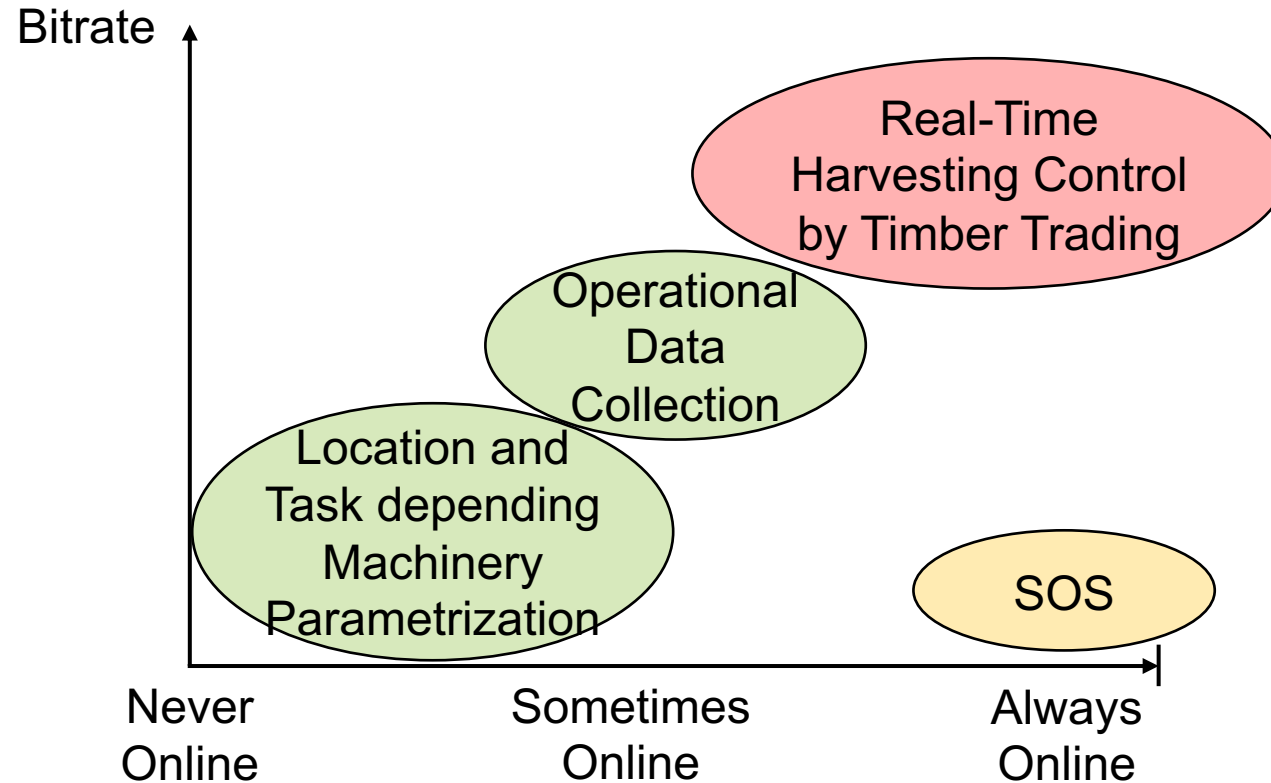 Bitrate
Real-Time
Harvesting Control
by Timber Trading
Operational
Data
Collection
Location and
Task depending
Machinery
Parametrization
SOS
Never
Online
Sometimes
Online
Always
Online